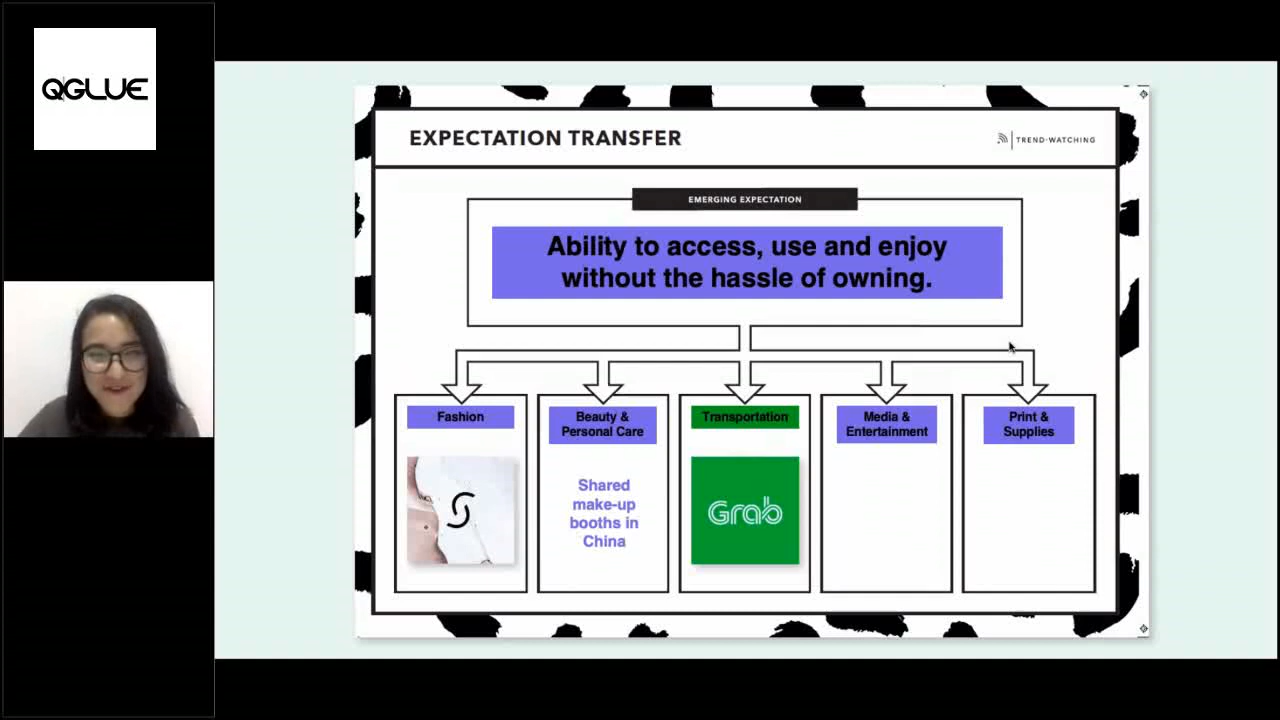 QGLUE
EXPECTATION TRANSFER
TREND-WATCHING
EMERGING EXPECTATION
Ability to access, use and enjoy
without the hassle of owning.
Fashion
Beauty &
Personal Care
Transportation
Media &
Entertainment
Print &
Supplies
Shared
make-up
booths in
China
Grab